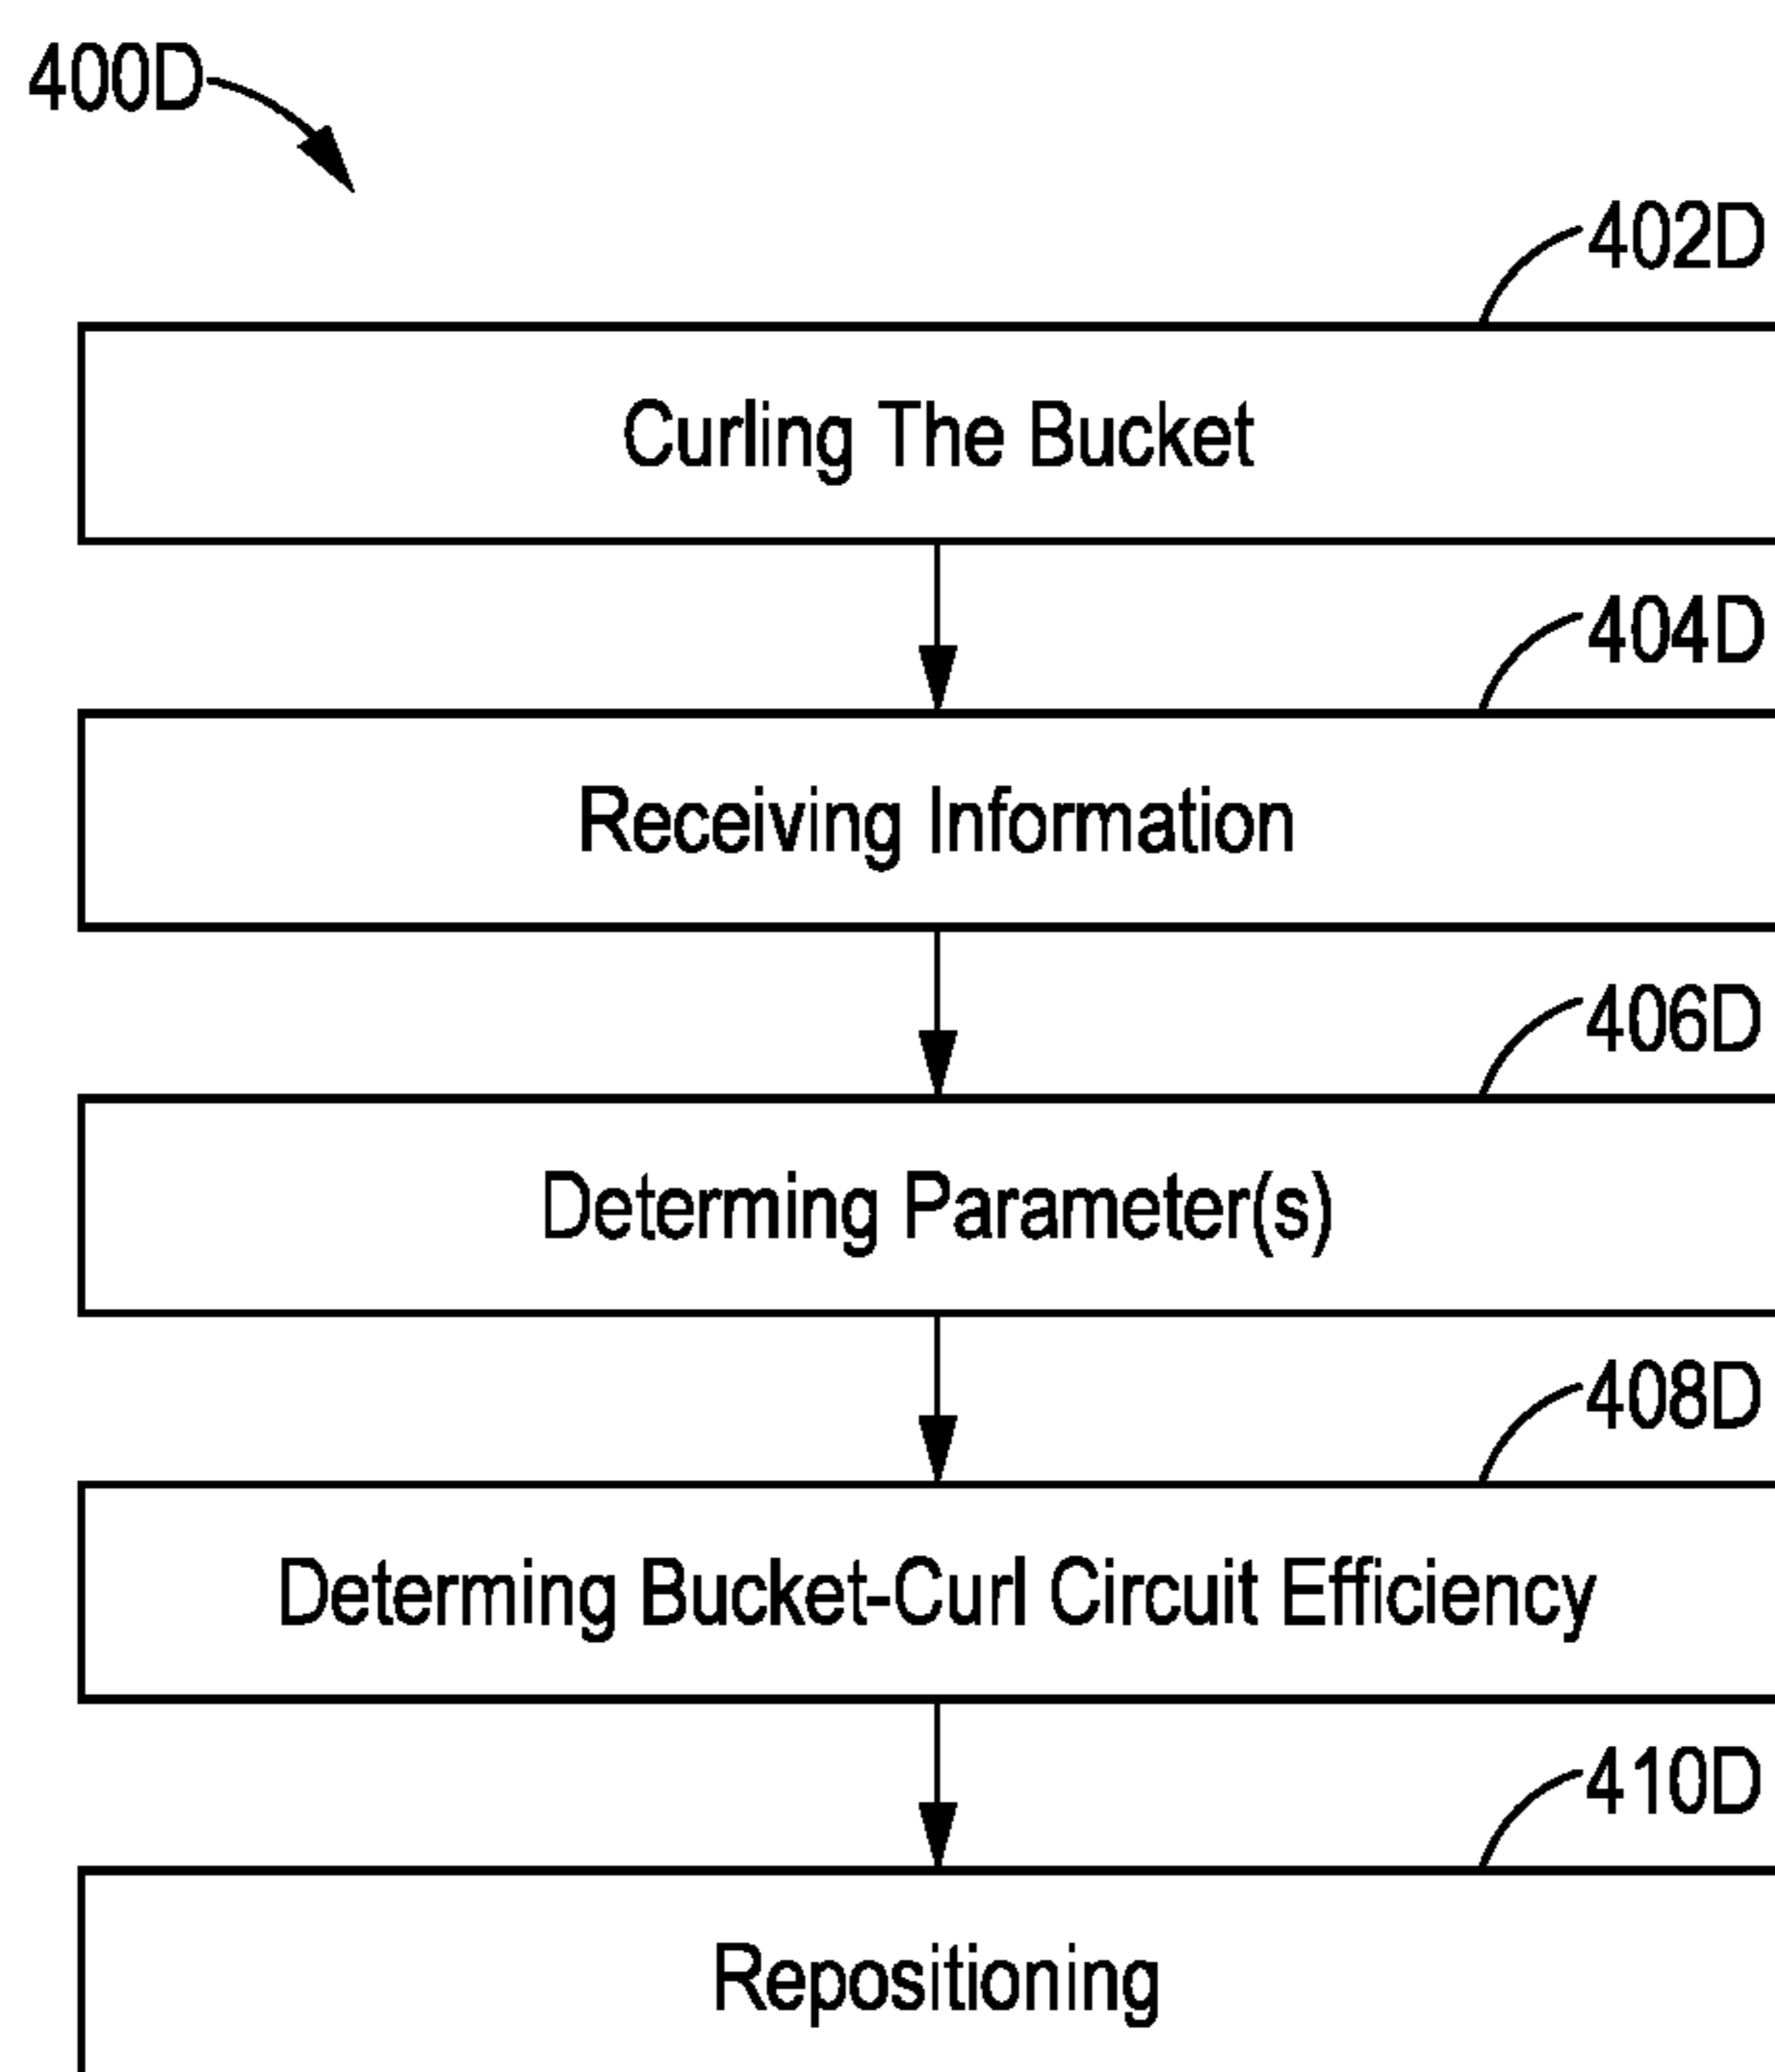 400D
402D
Curling The Bucket
404D
Receiving Information
406D
Determing Parameter(s)
408D
Determing Bucket-Curl Circuit Efficiency
410D
Repositioning